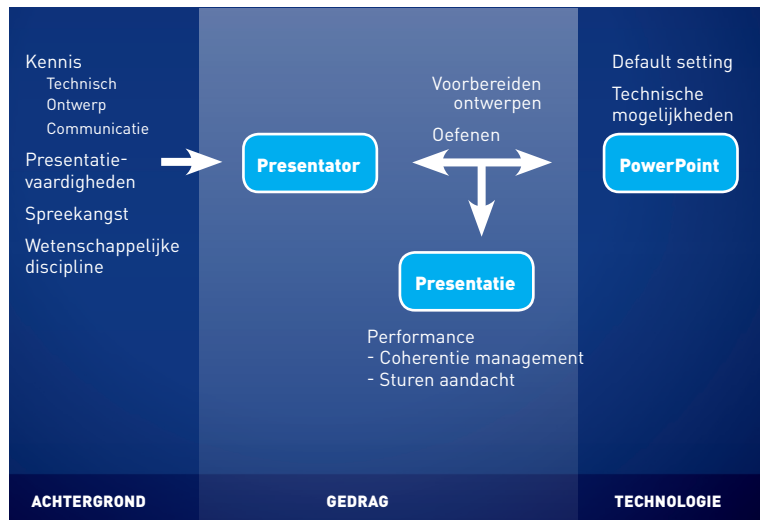 Kennis
Technisch
Ontwerp
Communicatie
Presentatie-
vaardigheden
Spreekangst
Wetenschappelijke
discipline
Presentator
Voorbereiden
ontwerpen
Oefenen
Presentatie
Performance
- Coherentie management
- Sturen aandacht
Default setting
Technische
mogelijkheden
PowerPoint
ACHTERGROND
GEDRAG
TECHNOLOGIE